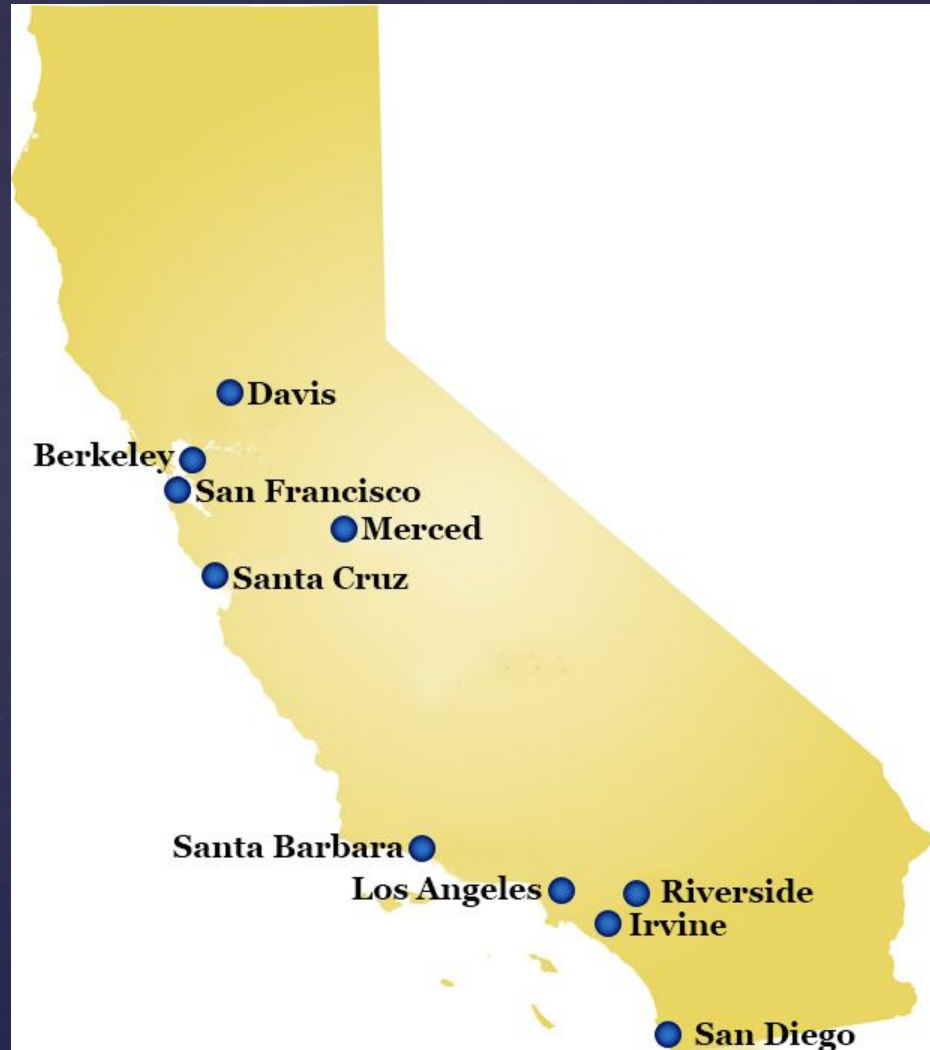 Davis
Berkeley
San Francisco
Merced
Santa Cruz
Santa Barbara
Los Angeles
Riverside
Irvine
San Diego